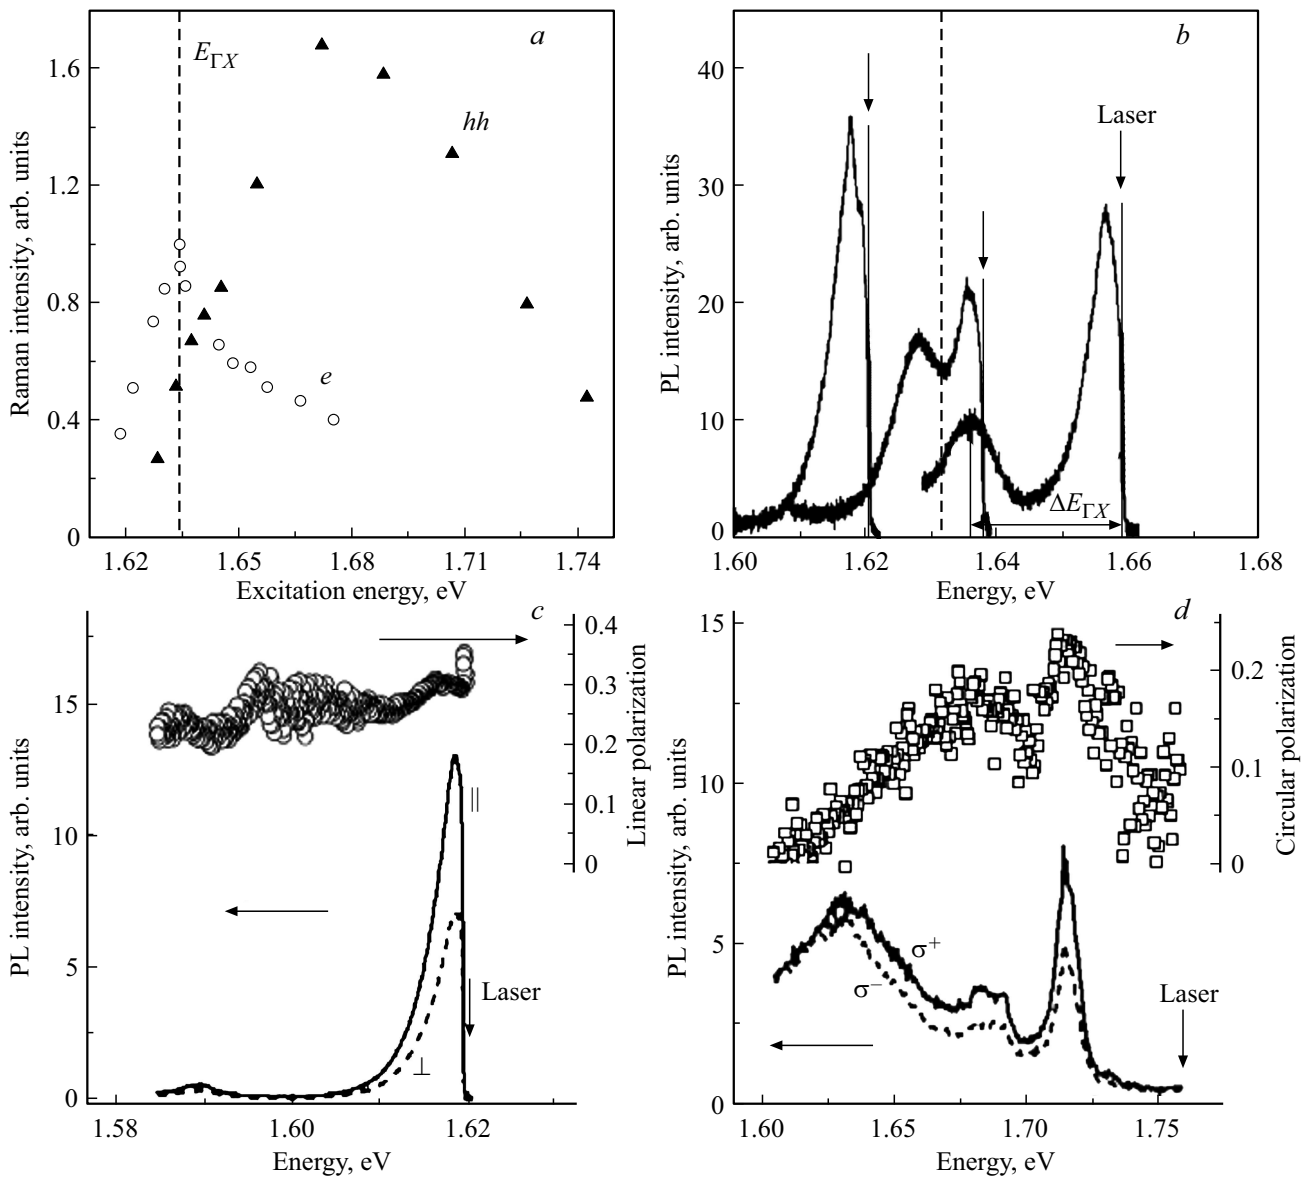 a
E_ΓX
hh
e
1.6
1.2
0.8
0.4
0
1.62 1.65 1.68 1.71 1.74
Excitation energy, eV
Raman intensity, arb. units
b
Laser
ΔE_ΓX
40
30
20
10
0
1.60 1.62 1.64 1.66 1.68
Energy, eV
PL intensity, arb. units
c
0.4
0.3
0.2
0.1
0
Linear polarization
15
10
5
0
||
⊥
Laser
1.58 1.60 1.62
Energy, eV
PL intensity, arb. units
d
0.2
0.1
0
Circular polarization
15
10
5
0
σ⁺
σ⁻
Laser
1.60 1.65 1.70 1.75
Energy, eV
PL intensity, arb. units